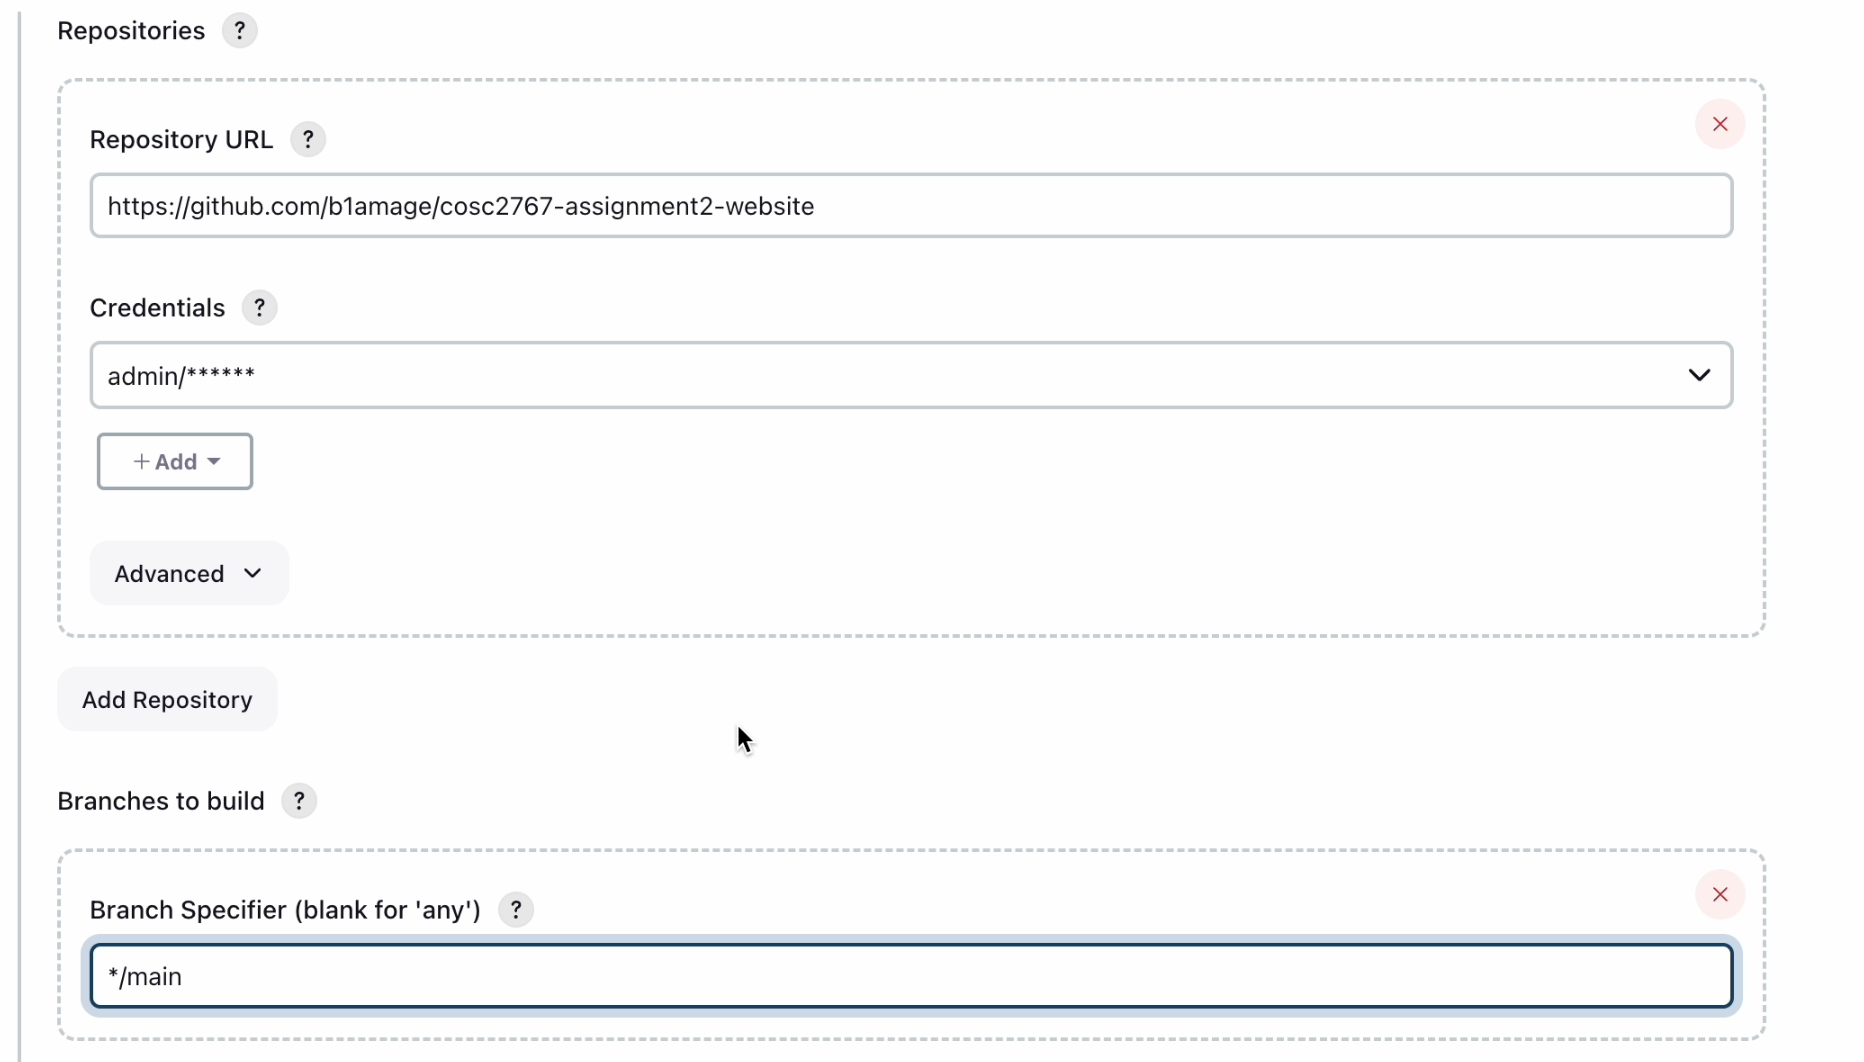 Repositories ?
Repository URL ?
https://github.com/b1amage/cosc2767-assignment2-website
Credentials ?
admin/******
+ Add
Advanced
Add Repository
Branches to build ?
Branch Specifier (blank for 'any') ?
*/main